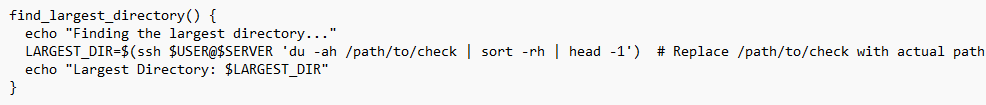 find_largest_directory() {
  echo "Finding the largest directory..."
  LARGEST_DIR=$(ssh $USER@$SERVER 'du -ah /path/to/check | sort -rh | head -1')  # Replace /path/to/check with actual path
  echo "Largest Directory: $LARGEST_DIR"
}